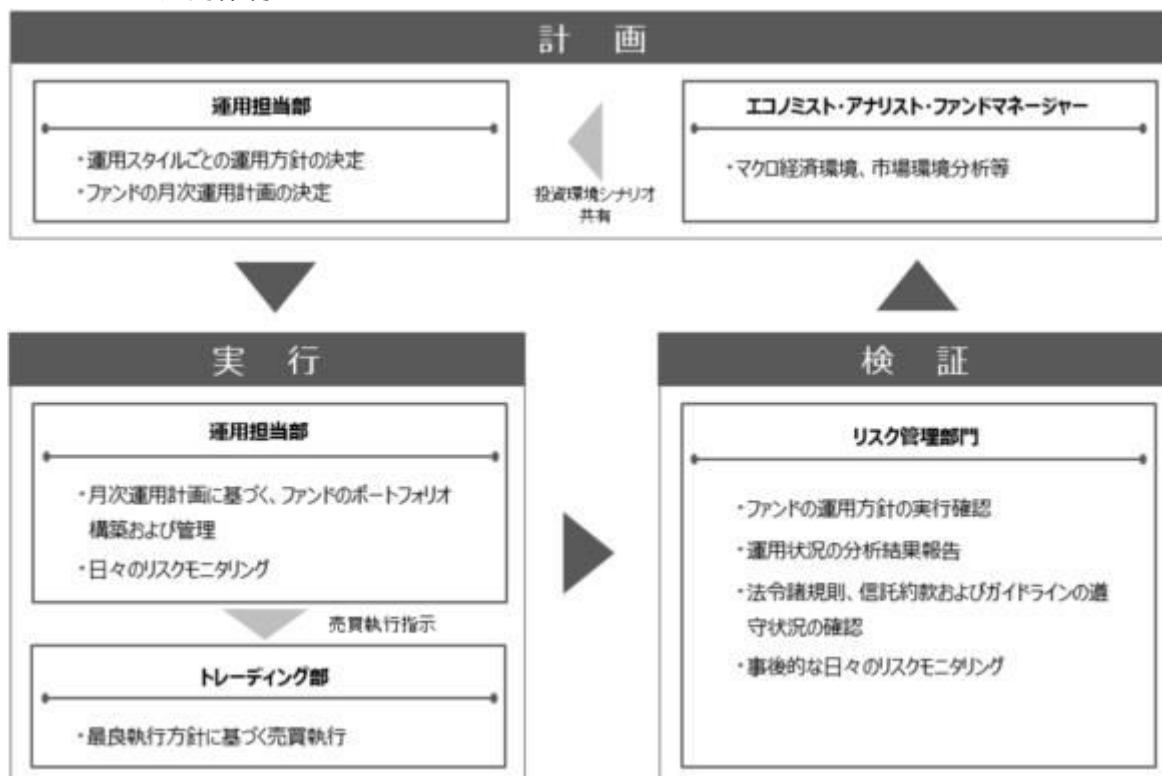 計 画
運用担当部
・運用スタイルごとの運用方針の決定
・ファンドの月次運用計画の決定
投資環境シナリオ
共有
エコノミスト・アナリスト・ファンドマネージャー
・マクロ経済環境、市場環境分析等
実 行
運用担当部
・月次運用計画に基づく、ファンドのポートフォリオ
構築および管理
・日々のリスクモニタリング
売買執行指示
トレーディング部
・最良執行方針に基づく売買執行
検 証
リスク管理部門
・ファンドの運用方針の実行確認
・運用状況の分析結果報告
・法令諸規則、信託約款およびガイドラインの遵
守状況の確認
・事後的な日々のリスクモニタリング